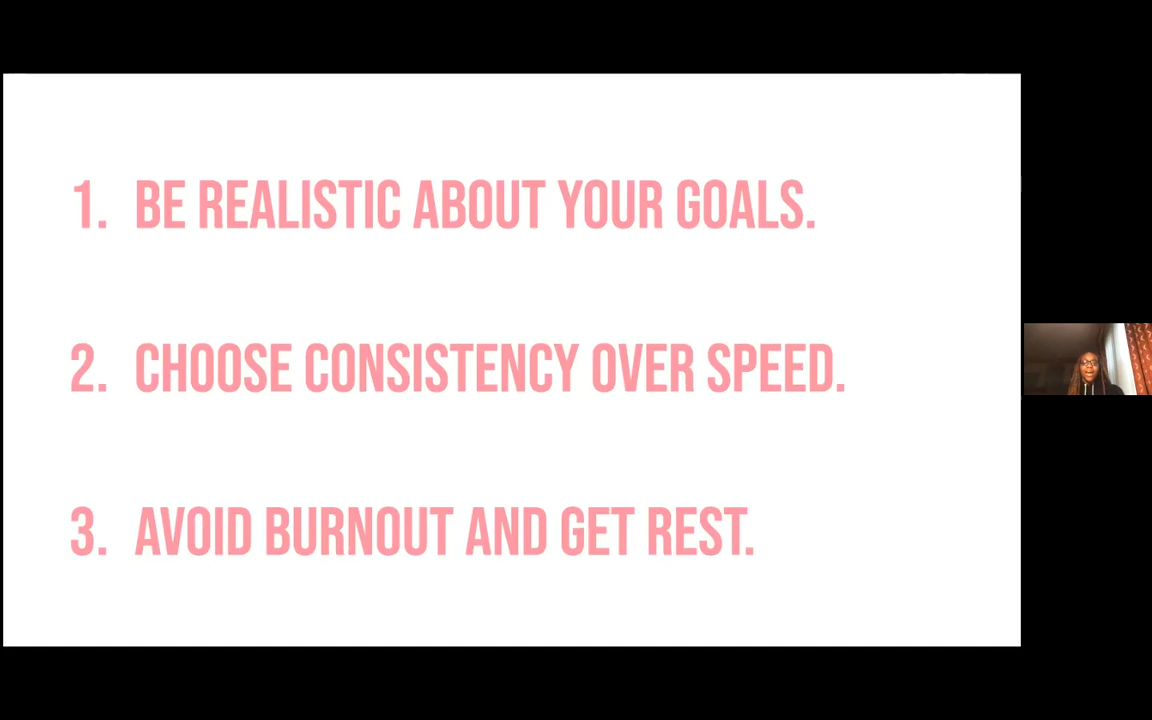 1. BE REALISTIC ABOUT YOUR GOALS.
2. CHOOSE CONSISTENCY OVER SPEED.
3. AVOID BURNOUT AND GET REST.